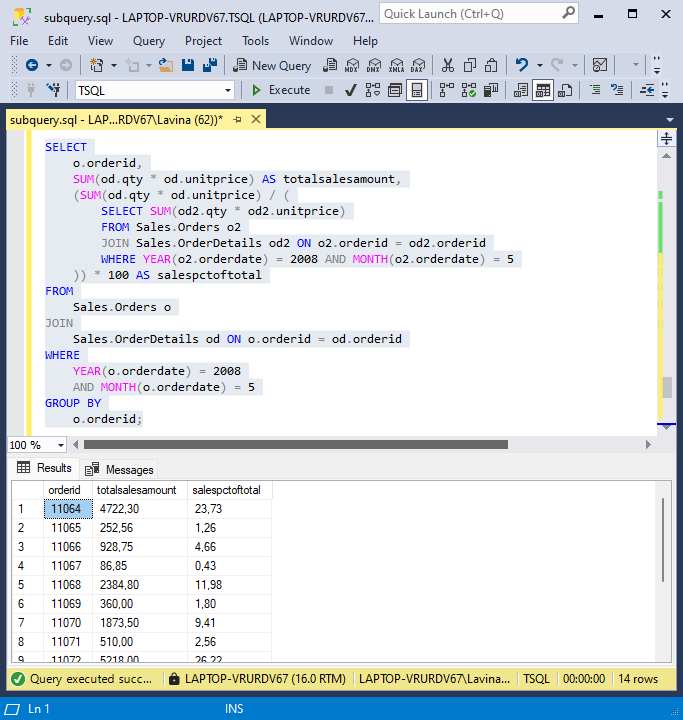 subquery.sql - LAPTOP-VRURDV67.TSQL (LAPTOP-VRURDV67...
Quick Launch (Ctrl+Q)
File Edit View Query Project Tools Window Help
New Query MDX DMX XMLA DAX
TSQL Execute
subquery.sql - LAP...RDV67\Lavina (62))*
SELECT
o.orderid,
SUM(od.qty * od.unitprice) AS totalsalesamount,
(SUM(od.qty * od.unitprice) / (
SELECT SUM(od2.qty * od2.unitprice)
FROM Sales.Orders o2
JOIN Sales.OrderDetails od2 ON o2.orderid = od2.orderid
WHERE YEAR(o2.orderdate) = 2008 AND MONTH(o2.orderdate) = 5
)) * 100 AS salespctoftotal
FROM
Sales.Orders o
JOIN
Sales.OrderDetails od ON o.orderid = od.orderid
WHERE
YEAR(o.orderdate) = 2008
AND MONTH(o.orderdate) = 5
GROUP BY
o.orderid;
100 %
Results Messages
orderid totalsalesamount salespctoftotal
1 11064 4722,30 23,73
2 11065 252,56 1,26
3 11066 928,75 4,66
4 11067 86,85 0,43
5 11068 2384,80 11,98
6 11069 360,00 1,80
7 11070 1873,50 9,41
8 11071 510,00 2,56
9 11072 5218,00 26,22
Query executed succ... LAPTOP-VRURDV67 (16.0 RTM) LAPTOP-VRURDV67\Lavina... TSQL 00:00:00 14 rows
Ln 1 INS